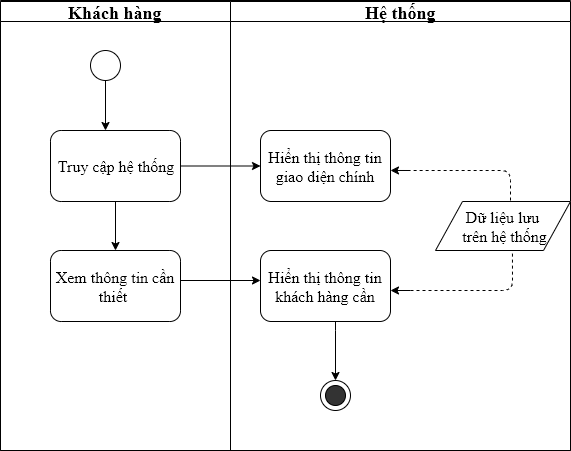 Khách hàng
Hệ thống
Truy cập hệ thống
Hiển thị thông tin
giao diện chính
Dữ liệu lưu
trên hệ thống
Xem thông tin cần
thiết
Hiển thị thông tin
khách hàng cần